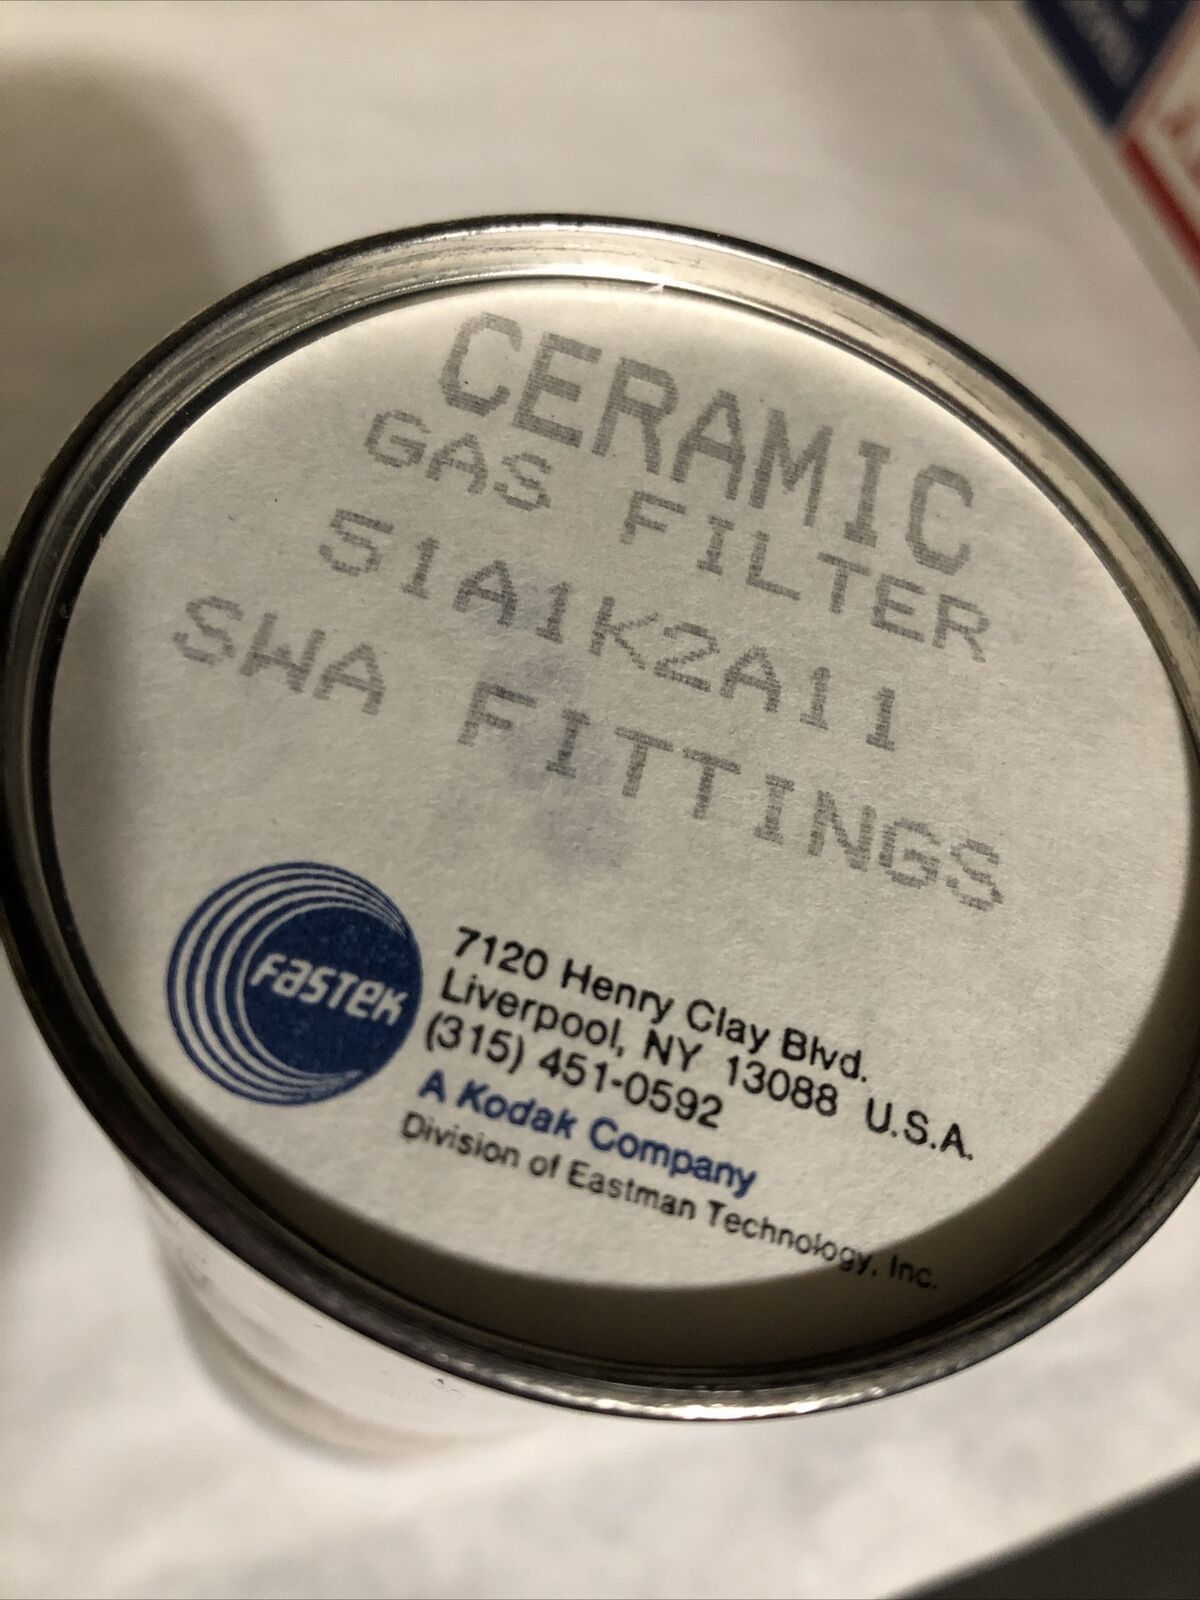 CERAMIC
GAS FILTER
51A1K2A11
SWA FITTINGS
FASTEK
7120 Henry Clay Blvd.
Liverpool, NY 13088 U.S.A.
(315) 451-0592
A Kodak Company
Division of Eastman Technology, Inc.